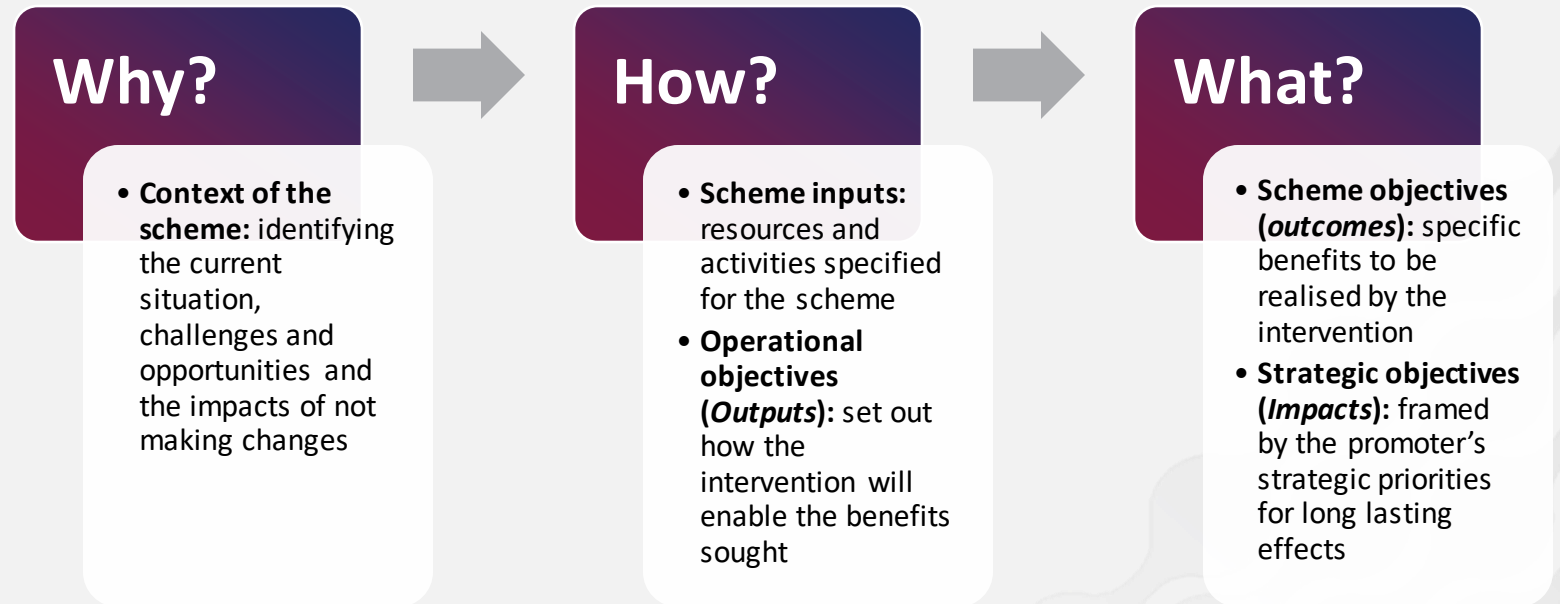 Why?
• Context of the
scheme: identifying
the current
situation,
challenges and
opportunities and
the impacts of not
making changes
How?
• Scheme inputs:
resources and
activities specified
for the scheme
• Operational
objectives
(Outputs): set out
how the
intervention will
enable the benefits
sought
What?
• Scheme objectives
(outcomes): specific
benefits to be
realised by the
intervention
• Strategic objectives
(Impacts): framed
by the promoter’s
strategic priorities
for long lasting
effects